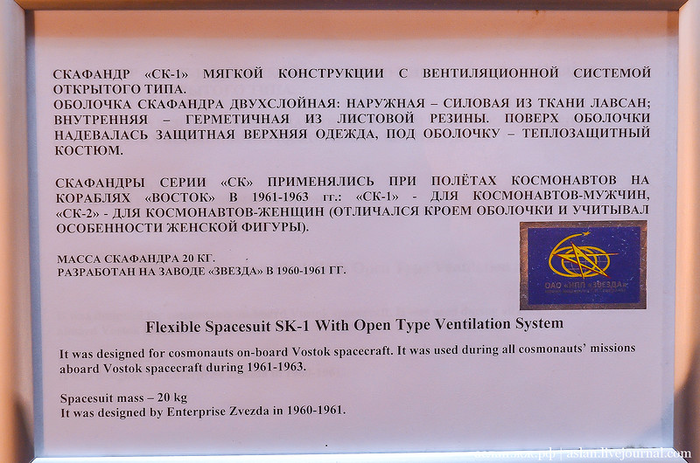 СКАФАНДР «СК-1» МЯГКОЙ КОНСТРУКЦИИ С ВЕНТИЛЯЦИОННОЙ СИСТЕМОЙ
ОТКРЫТОГО ТИПА.
ОБОЛОЧКА СКАФАНДРА ДВУХСЛОЙНАЯ: НАРУЖНАЯ – СИЛОВАЯ ИЗ ТКАНИ ЛАВСАН;
ВНУТРЕННЯЯ – ГЕРМЕТИЧНАЯ ИЗ ЛИСТОВОЙ РЕЗИНЫ. ПОВЕРХ ОБОЛОЧКИ
НАДЕВАЛАСЬ ЗАЩИТНАЯ ВЕРХНЯЯ ОДЕЖДА, ПОД ОБОЛОЧКУ – ТЕПЛОЗАЩИТНЫЙ
КОСТЮМ.
СКАФАНДРЫ СЕРИИ «СК» ПРИМЕНЯЛИСЬ ПРИ ПОЛЁТАХ КОСМОНАВТОВ НА
КОРАБЛЯХ «ВОСТОК» В 1961-1963 гг.: «СК-1» - ДЛЯ КОСМОНАВТОВ-МУЖЧИН,
«СК-2» - ДЛЯ КОСМОНАВТОВ-ЖЕНЩИН (ОТЛИЧАЛСЯ КРОЕМ ОБОЛОЧКИ И УЧИТЫВАЛ
ОСОБЕННОСТИ ЖЕНСКОЙ ФИГУРЫ).
МАССА СКАФАНДРА 20 КГ.
РАЗРАБОТАН НА ЗАВОДЕ «ЗВЕЗДА» В 1960-1961 ГГ.
ОАО «НПП «ЗВЕЗДА»
Flexible Spacesuit SK-1 With Open Type Ventilation System
It was designed for cosmonauts on-board Vostok spacecraft. It was used during all cosmonauts' missions
aboard Vostok spacecraft during 1961-1963.
Spacesuit mass – 20 kg
It was designed by Enterprise Zvezda in 1960-1961.
aslan.livejournal.com